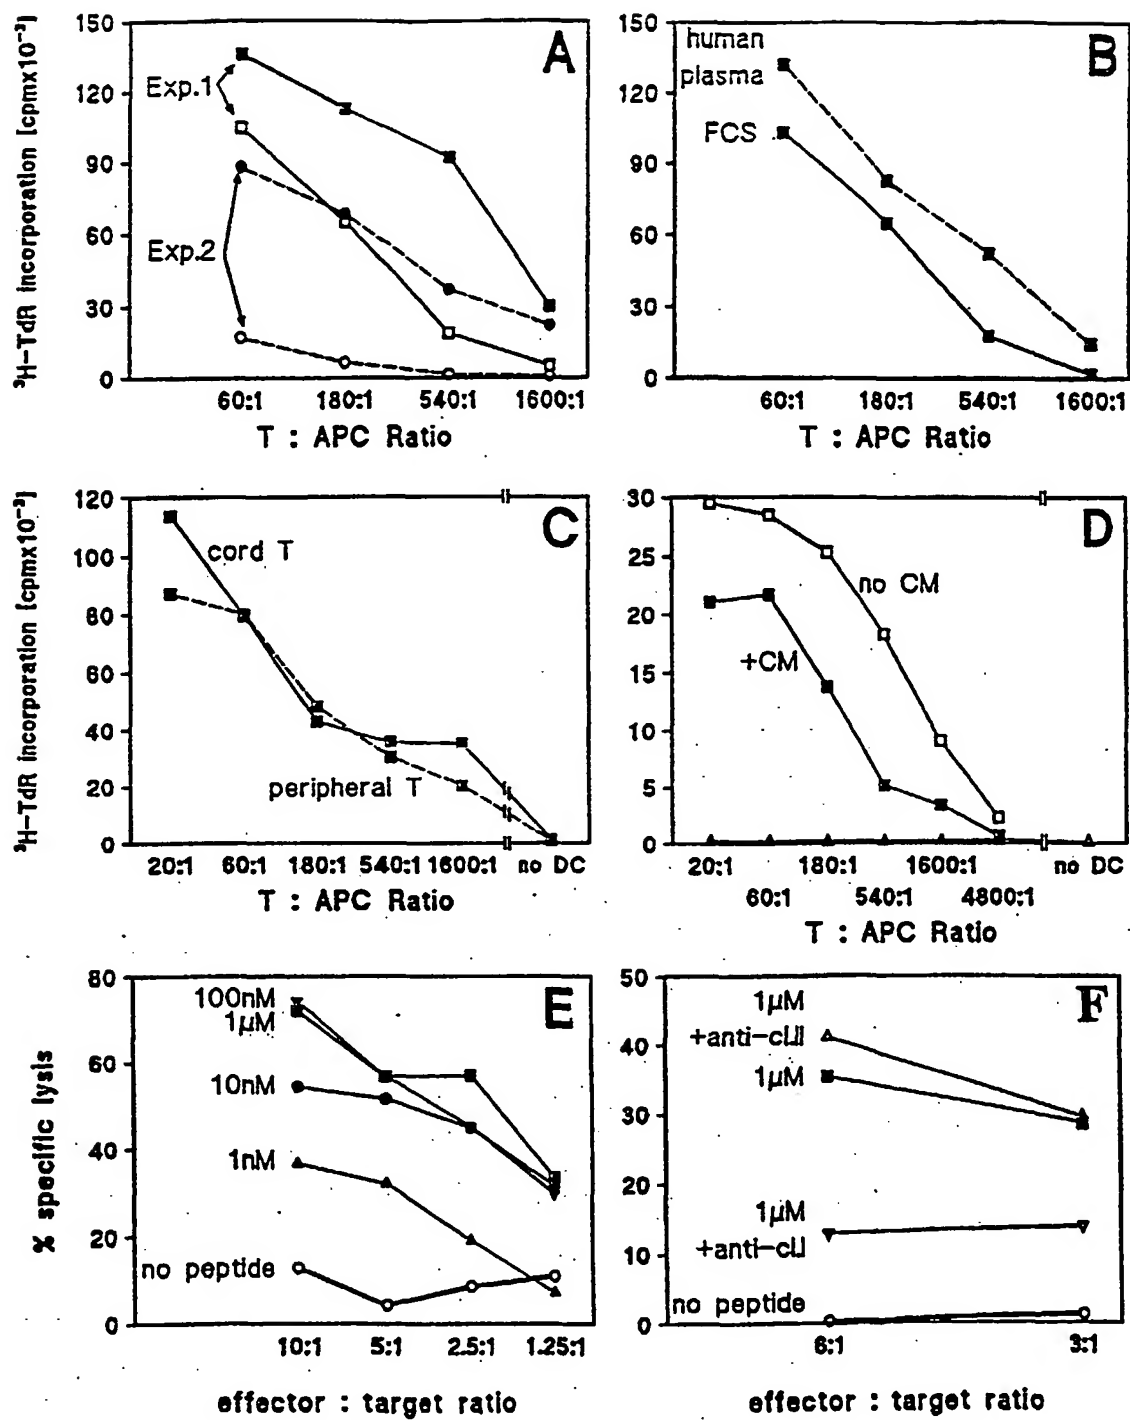 ³H-TdR incorporation [cpmx10⁻³]
150
120
90
60
30
0
Exp.1
Exp.2
A
60:1 180:1 540:1 1600:1
T : APC Ratio
150
120
90
60
30
0
human
plasma
FCS
B
60:1 180:1 540:1 1600:1
T : APC Ratio
³H-TdR incorporation [cpmx10⁻³]
120
100
80
60
40
20
0
cord T
peripheral T
C
20:1 60:1 180:1 540:1 1600:1 no DC
T : APC Ratio
30
25
20
15
10
5
0
no CM
+CM
D
20:1 180:1 1600:1 no DC
60:1 540:1 4800:1
T : APC Ratio
% specific lysis
80
60
40
20
0
100nM
1µM
10nM
1nM
no peptide
E
10:1 5:1 2.5:1 1.25:1
effector : target ratio
50
40
30
20
10
0
1µM
+anti-cl.II
1µM
1µM
+anti-cl.I
no peptide
F
6:1 3:1
effector : target ratio